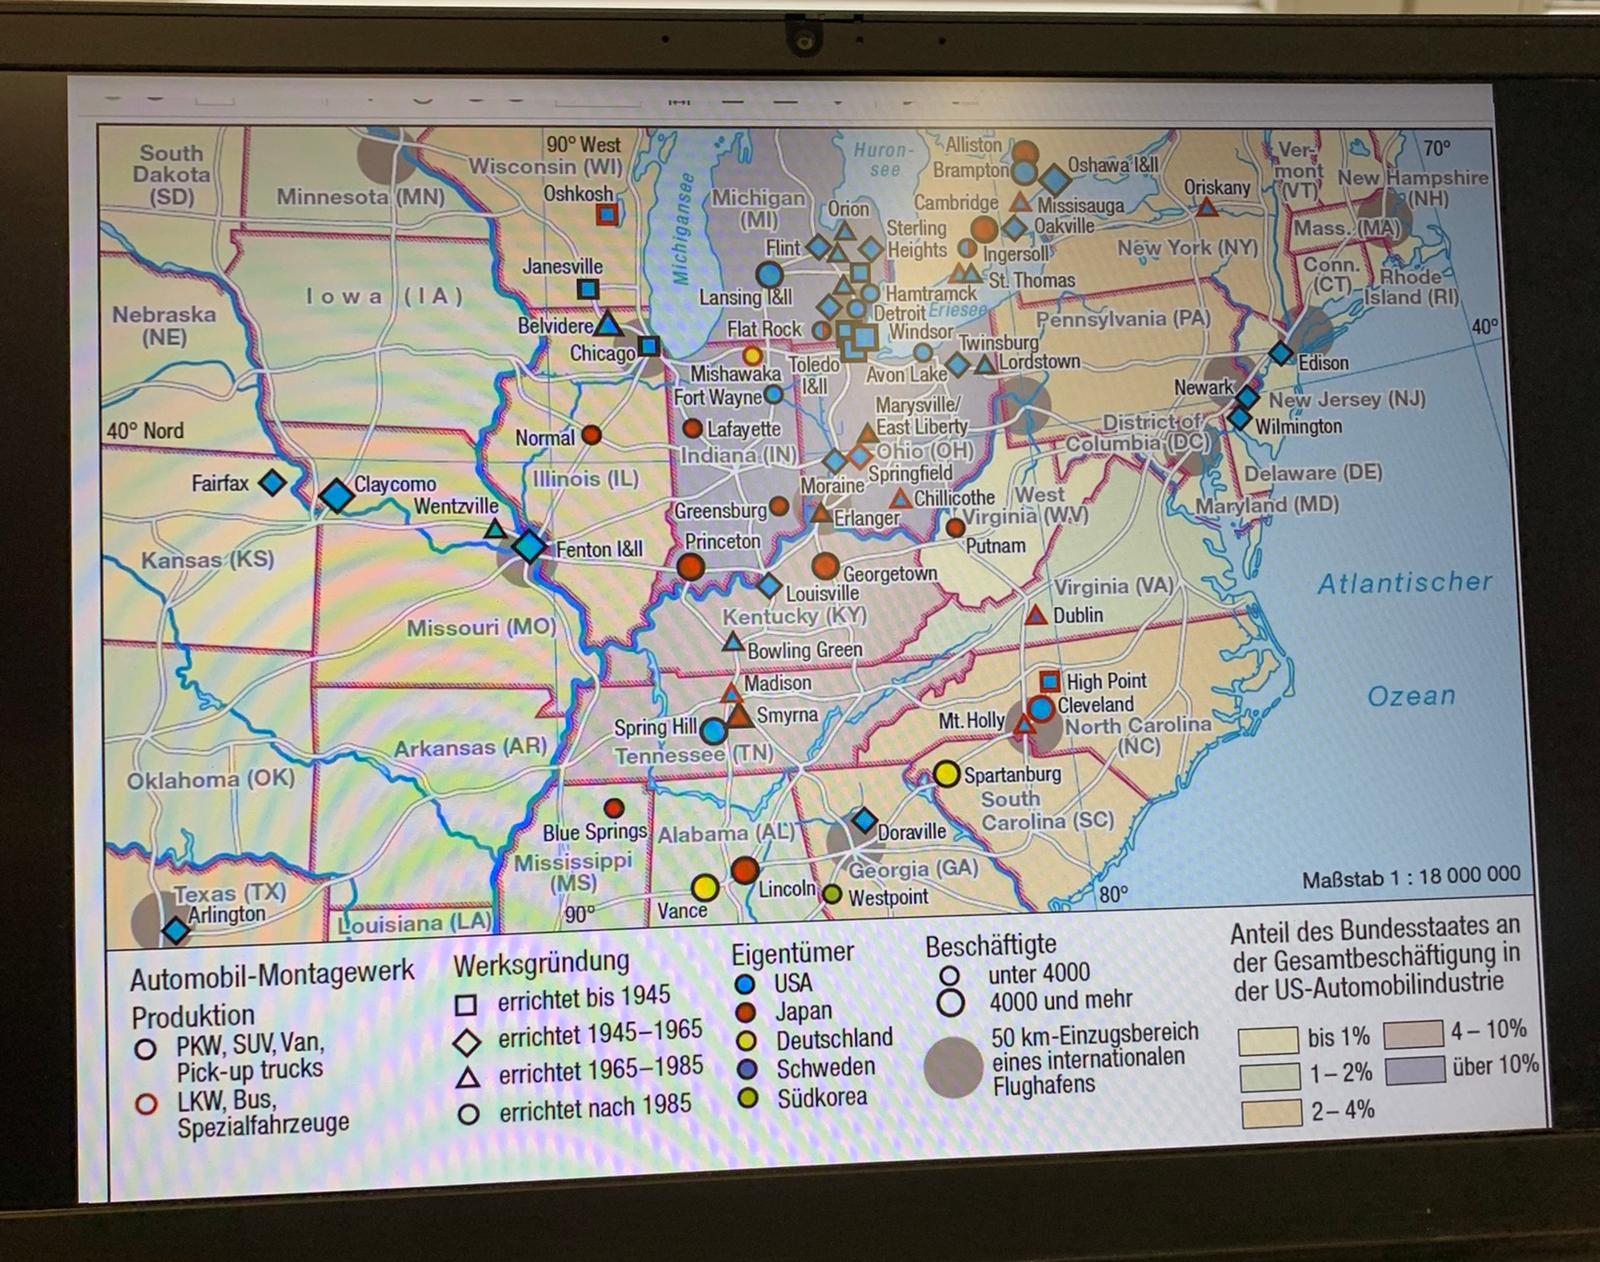 South
Dakota
(SD)
Minnesota (MN)
90° West
Wisconsin (WI)
Oshkosh
Michigansee
Michigan
(MI)
Huron-
see
Alliston
Brampton
Oshawa I&II
Cambridge
Missisauga
Oriskany
Ver-
mont
(VT)
70°
New Hampshire
(NH)
Orion
Sterling
Heights
Oakville
Ingersoll
New York (NY)
Mass. (MA)
Conn.
(CT)
Rhode
Island (RI)
Flint
Janesville
Iowa (IA)
Lansing I&II
St. Thomas
Hamtramck
Detroit
Eriesee
Nebraska
(NE)
Belvidere
Chicago
Flat Rock
Windsor
Pennsylvania (PA)
40°
Mishawaka
Toledo
I&II
Avon Lake
Twinsburg
Lordstown
Edison
Fort Wayne
Newark
New Jersey (NJ)
40° Nord
Normal
Lafayette
Marysville/
East Liberty
District of
Columbia (DC)
Wilmington
Indiana (IN)
Ohio (OH)
Fairfax
Claycomo
Illinois (IL)
Springfield
Moraine
Delaware (DE)
Wentzville
Greensburg
Chillicothe
West
Virginia (WV)
Maryland (MD)
Erlanger
Kansas (KS)
Fenton I&II
Princeton
Putnam
Georgetown
Louisville
Virginia (VA)
Atlantischer
Ozean
Missouri (MO)
Kentucky (KY)
Dublin
Bowling Green
Madison
High Point
Cleveland
Spring Hill
Smyrna
Mt. Holly
North Carolina
(NC)
Arkansas (AR)
Tennessee (TN)
Oklahoma (OK)
Spartanburg
South
Carolina (SC)
Blue Springs
Alabama (AL)
Doraville
Mississippi
(MS)
Georgia (GA)
Texas (TX)
Arlington
Louisiana (LA)
90°
Vance
Lincoln
Westpoint
80°
Maßstab 1 : 18 000 000
Automobil-Montagewerk
Produktion
PKW, SUV, Van,
Pick-up trucks
LKW, Bus,
Spezialfahrzeuge
Werksgründung
errichtet bis 1945
errichtet 1945–1965
errichtet 1965–1985
errichtet nach 1985
Eigentümer
USA
Japan
Deutschland
Schweden
Südkorea
Beschäftigte
unter 4000
4000 und mehr
50 km-Einzugsbereich
eines internationalen
Flughafens
Anteil des Bundesstaates an
der Gesamtbeschäftigung in
der US-Automobilindustrie
bis 1%
1–2%
2–4%
4–10%
über 10%